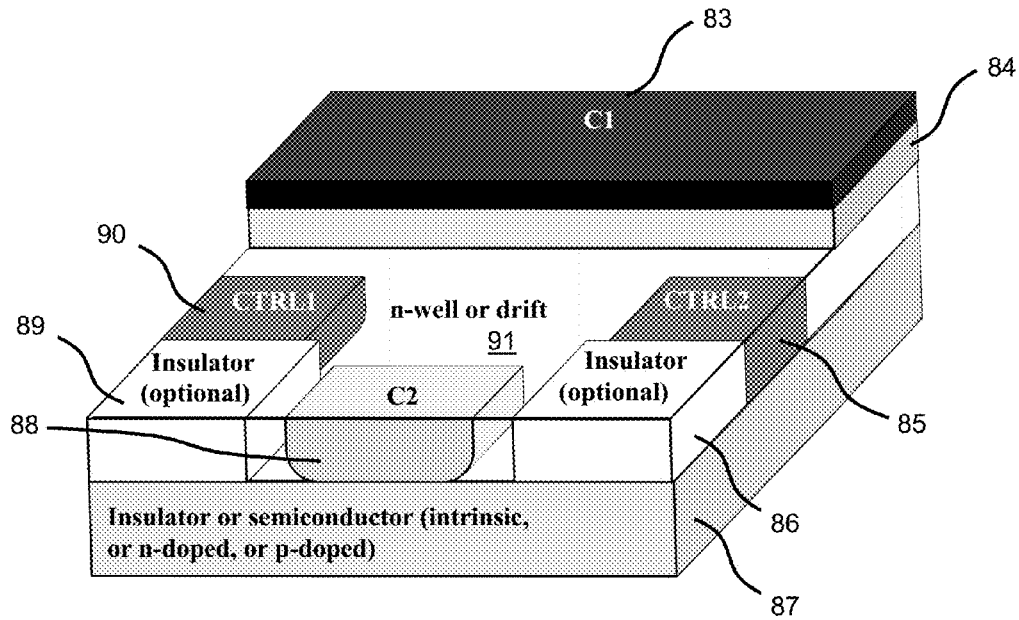 83
84
C1
90
CTRL1
CTRL2
n-well or drift
89
91
Insulator
(optional)
Insulator
(optional)
C2
88
85
86
Insulator or semiconductor (intrinsic,
or n-doped, or p-doped)
87